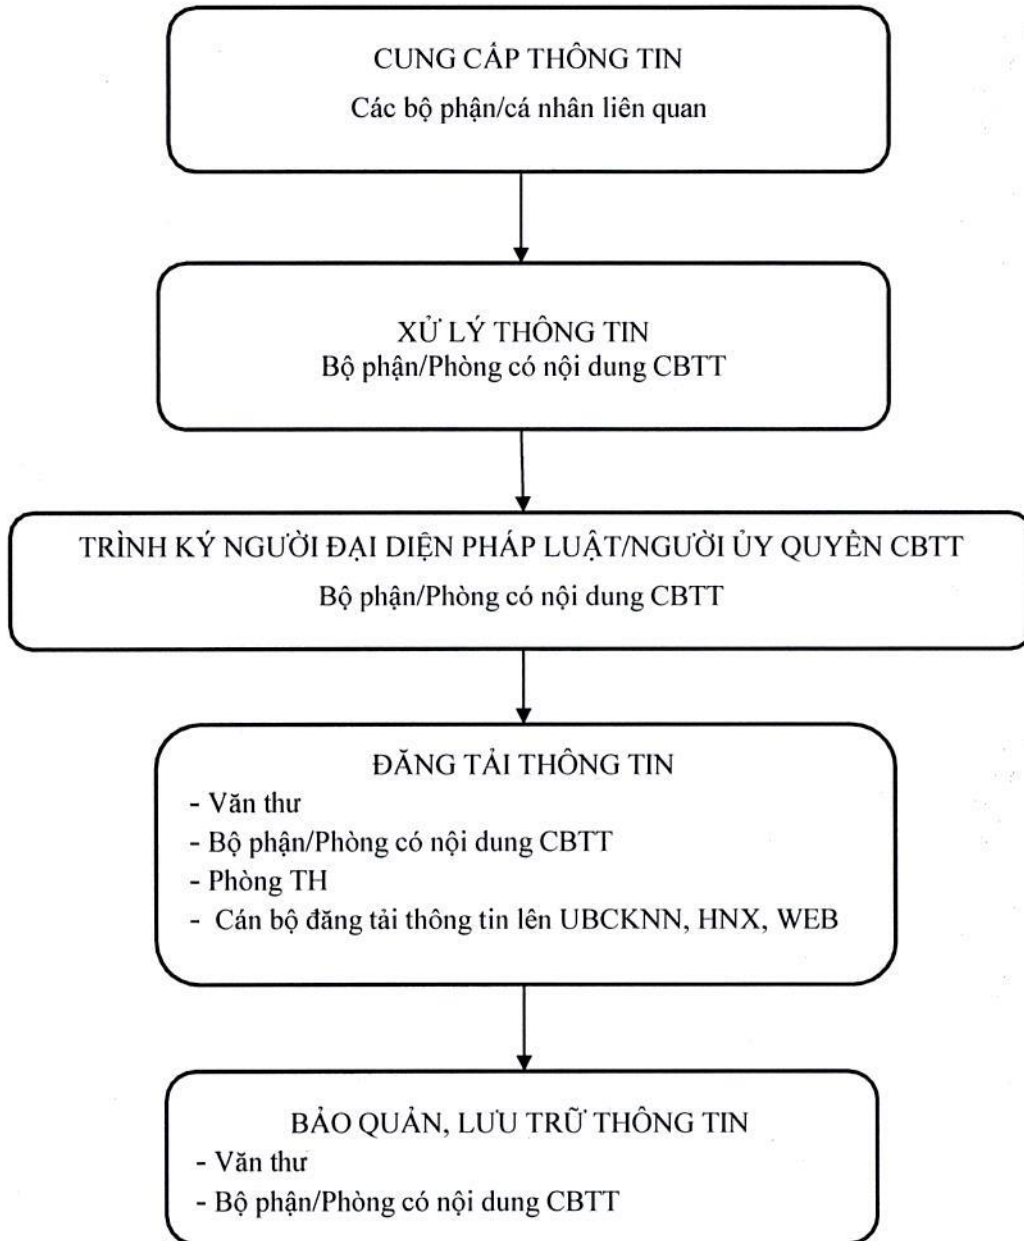 CUNG CẤP THÔNG TIN
Các bộ phận/cá nhân liên quan
XỬ LÝ THÔNG TIN
Bộ phận/Phòng có nội dung CBTT
TRÌNH KÝ NGƯỜI ĐẠI DIỆN PHÁP LUẬT/NGƯỜI ỦY QUYỀN CBTT
Bộ phận/Phòng có nội dung CBTT
ĐĂNG TẢI THÔNG TIN
- Văn thư
- Bộ phận/Phòng có nội dung CBTT
- Phòng TH
- Cán bộ đăng tải thông tin lên UBCKNN, HNX, WEB
BẢO QUẢN, LƯU TRỮ THÔNG TIN
- Văn thư
- Bộ phận/Phòng có nội dung CBTT